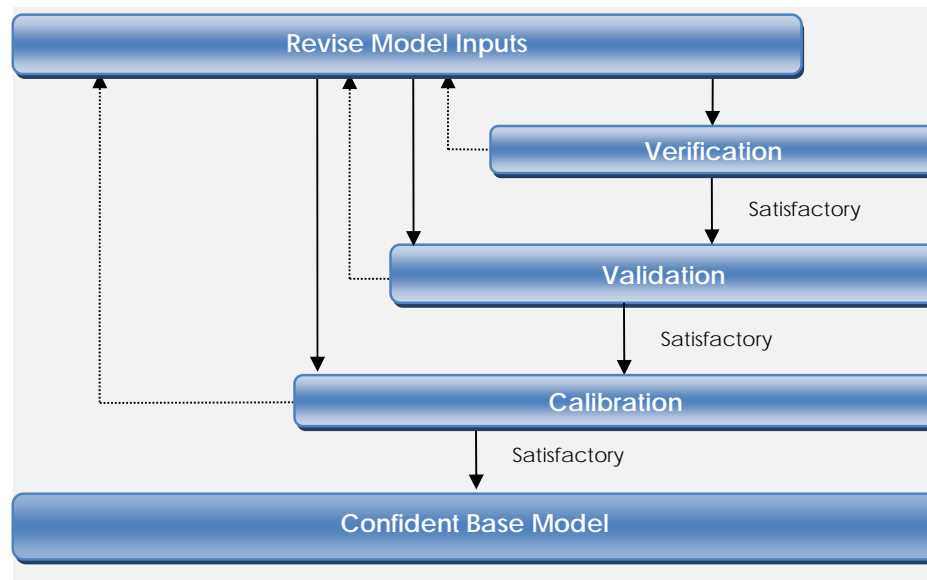 Revise Model Inputs
Verification
Satisfactory
Validation
Satisfactory
Calibration
Satisfactory
Confident Base Model